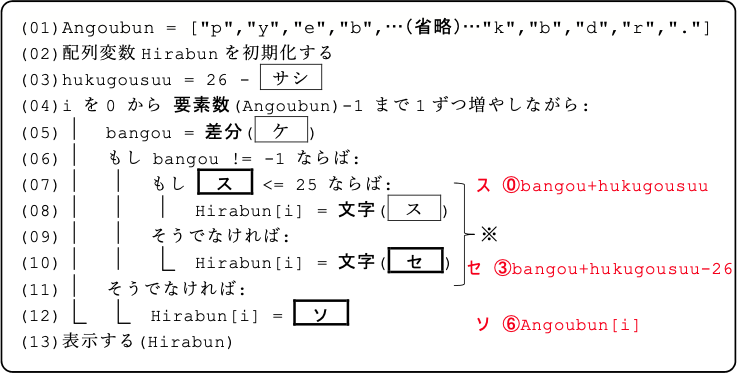 (01)Angoubun = ["p","y","e","b",…(省略)…"k","b","d","r","."]
(02)配列変数 Hirabun を初期化する
(03)hukugousuu = 26 - サシ
(04)i を 0 から 要素数(Angoubun)-1 まで 1 ずつ増やしながら:
(05) bangou = 差分(ケ)
(06) もし bangou != -1 ならば:
(07) もし ス <= 25 ならば: ス ⓪bangou+hukugousuu
(08) Hirabun[i] = 文字(ス)
(09) そうでなければ: ※
(10) Hirabun[i] = 文字(セ) セ ③bangou+hukugousuu-26
(11) そうでなければ:
(12) Hirabun[i] = ソ ソ ⑥Angoubun[i]
(13)表示する(Hirabun)